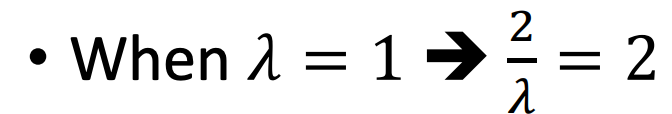 • When λ = 1 ➔ 2/λ = 2